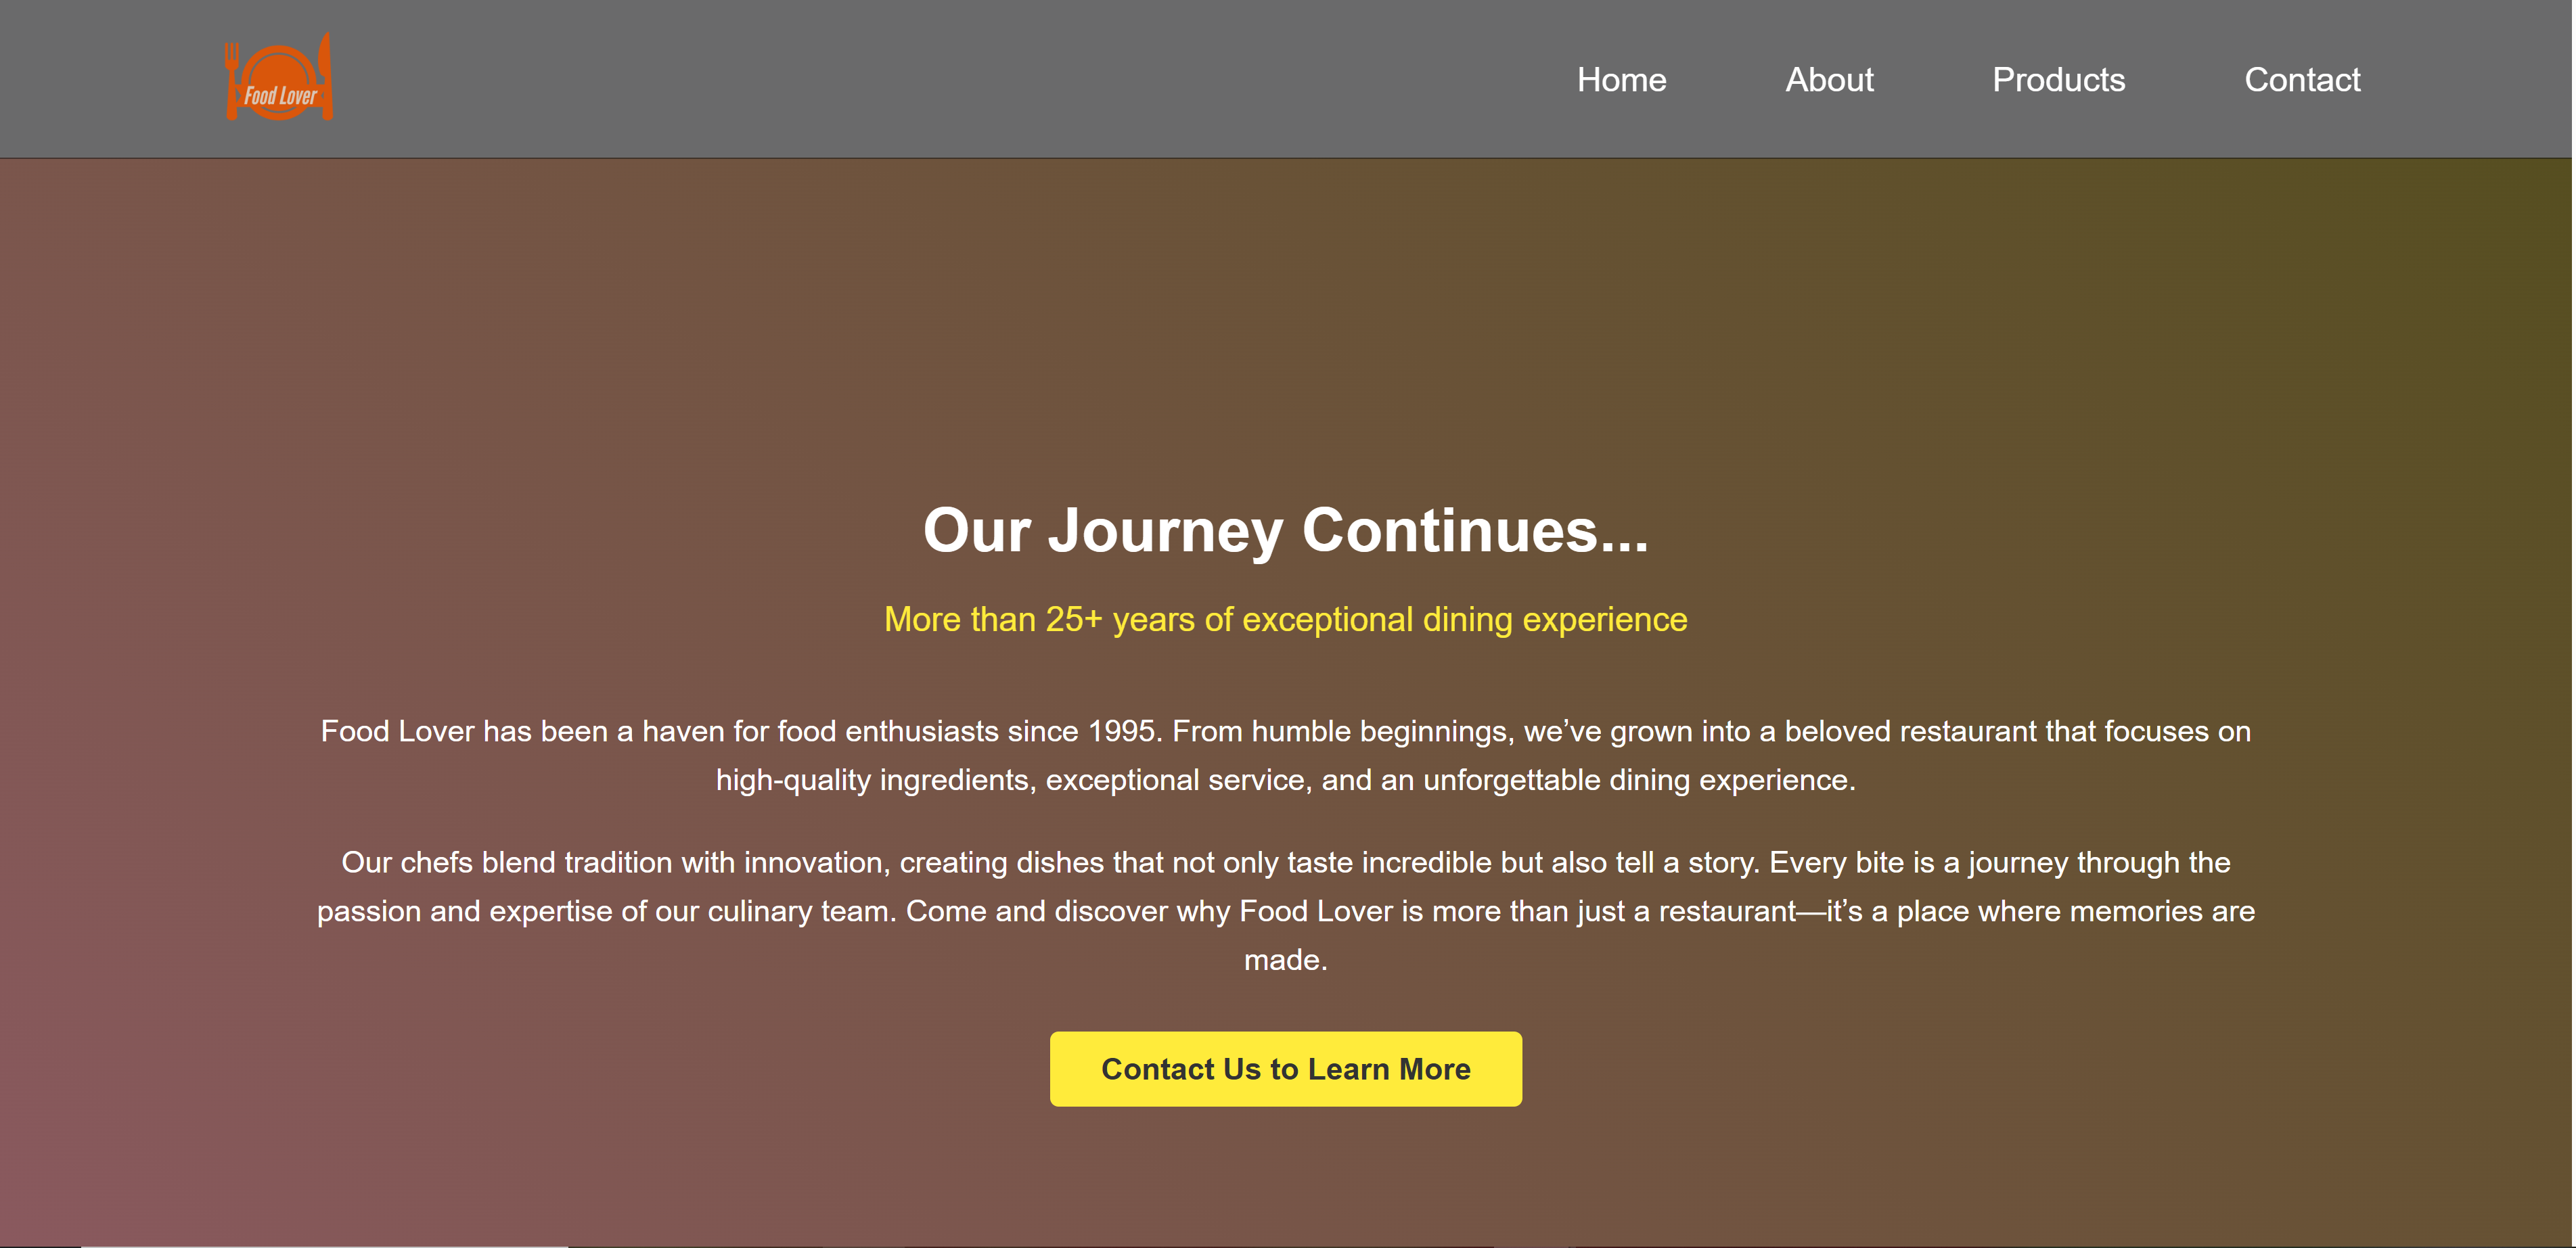 Food Lover
Home
About
Products
Contact
Our Journey Continues...
More than 25+ years of exceptional dining experience
Food Lover has been a haven for food enthusiasts since 1995. From humble beginnings, we’ve grown into a beloved restaurant that focuses on
high-quality ingredients, exceptional service, and an unforgettable dining experience.
Our chefs blend tradition with innovation, creating dishes that not only taste incredible but also tell a story. Every bite is a journey through the
passion and expertise of our culinary team. Come and discover why Food Lover is more than just a restaurant—it’s a place where memories are
made.
Contact Us to Learn More